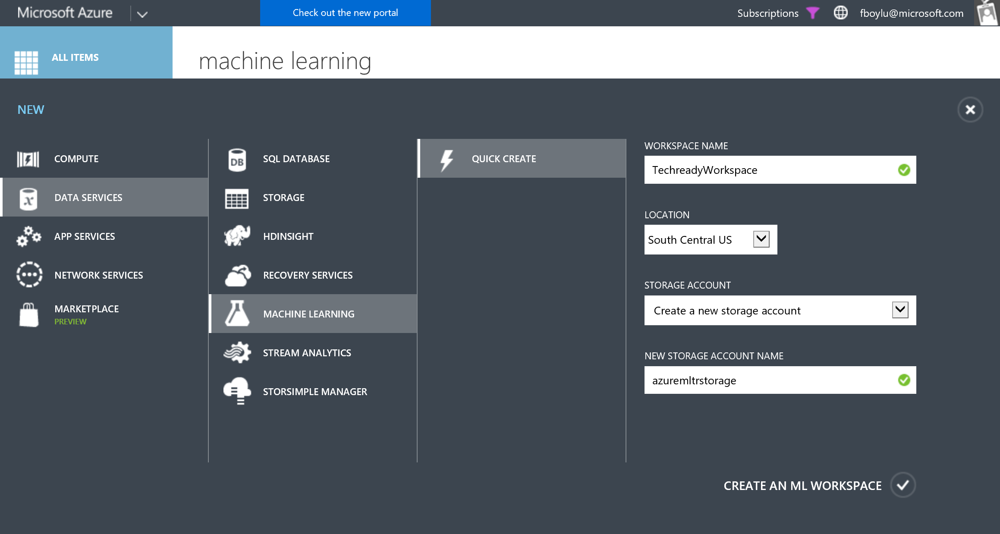 Microsoft Azure
Check out the new portal
Subscriptions
fboylu@microsoft.com
ALL ITEMS
machine learning
NEW
COMPUTE
DATA SERVICES
APP SERVICES
NETWORK SERVICES
MARKETPLACE
PREVIEW
DB
SQL DATABASE
STORAGE
HDINSIGHT
RECOVERY SERVICES
MACHINE LEARNING
STREAM ANALYTICS
STORSIMPLE MANAGER
QUICK CREATE
WORKSPACE NAME
TechreadyWorkspace
LOCATION
South Central US
STORAGE ACCOUNT
Create a new storage account
NEW STORAGE ACCOUNT NAME
azuremltrstorage
CREATE AN ML WORKSPACE